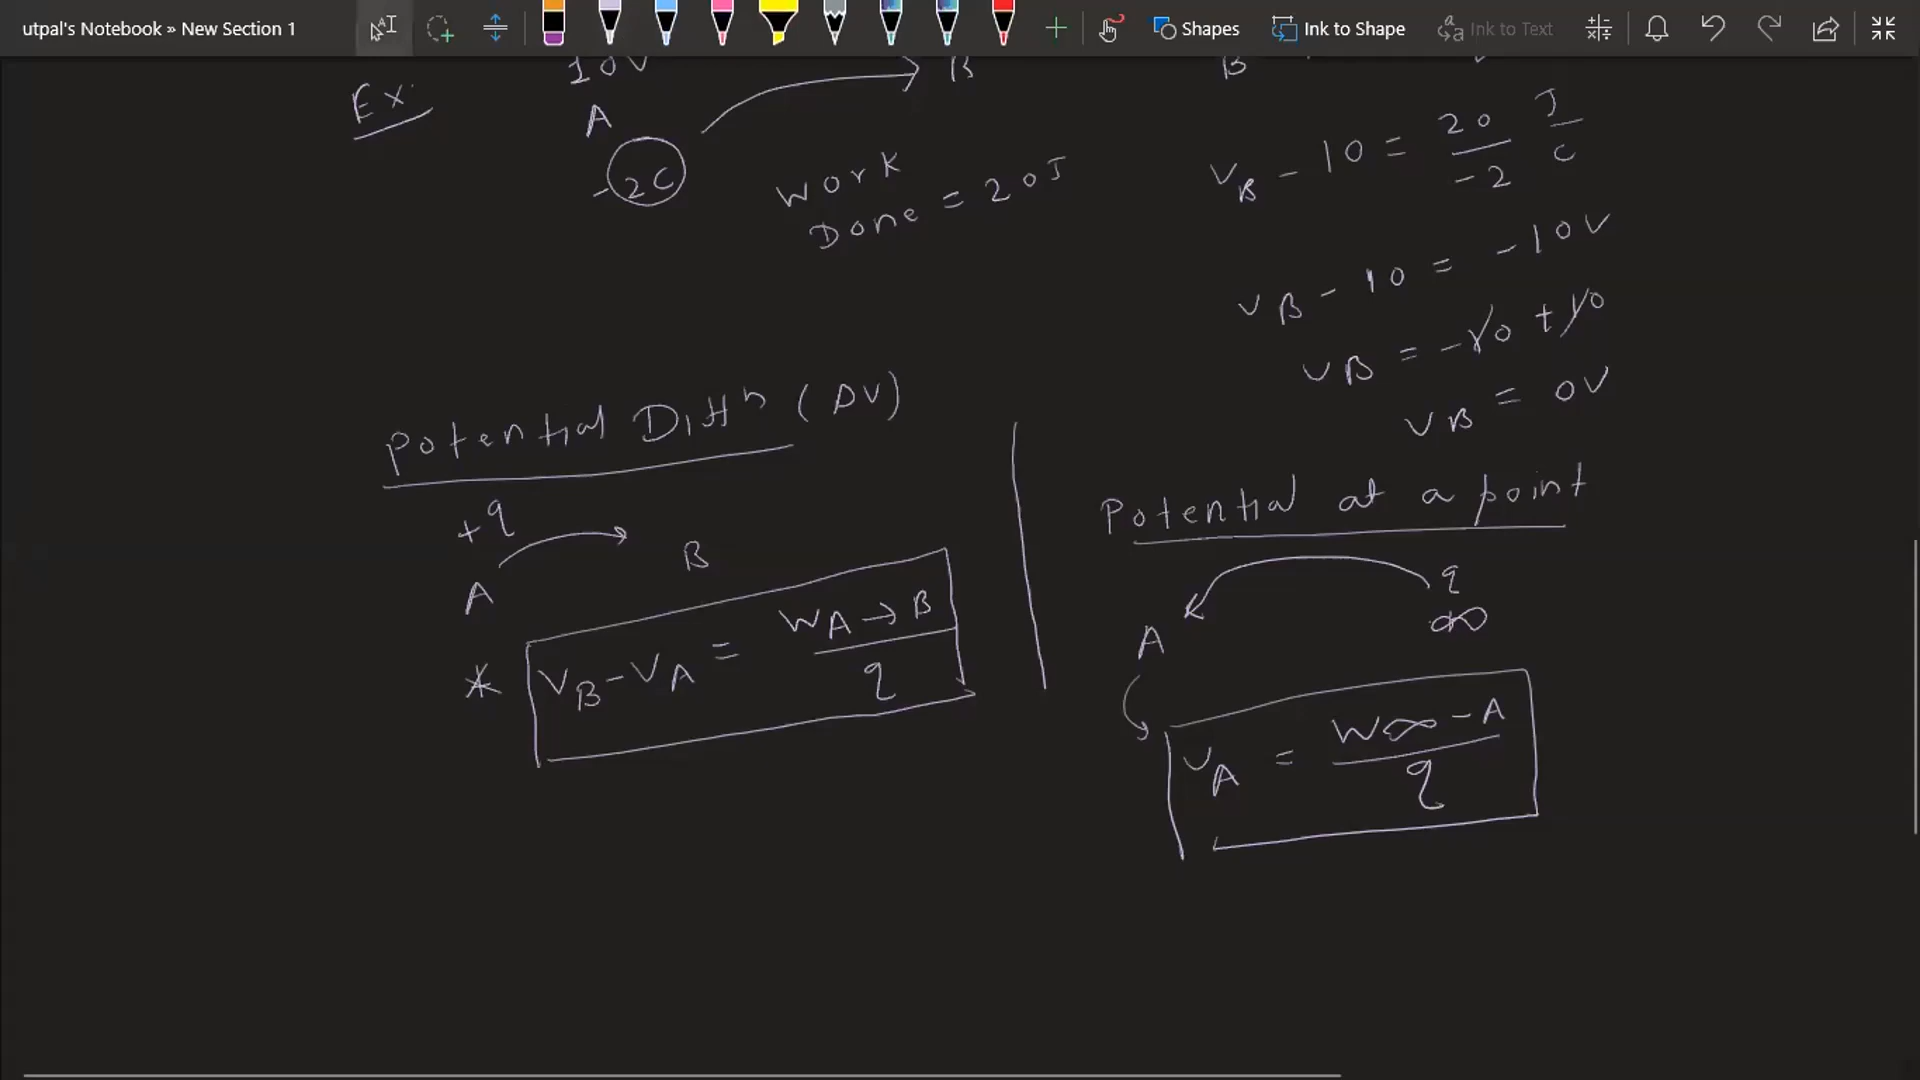 utpal's Notebook » New Section 1
Shapes
Ink to Shape
Ink to Text
Ex:
10V
A
B
-2C
Work
Done = 20J
B
VB - 10 = 20/-2 J/C
VB - 10 = -10V
VB = -10 + 10
VB = 0V
Potential Diffn (ΔV)
+q
A
B
* VB - VA = WA→B/q
Potential at a point
q
∞
A
VA = W∞-A/q